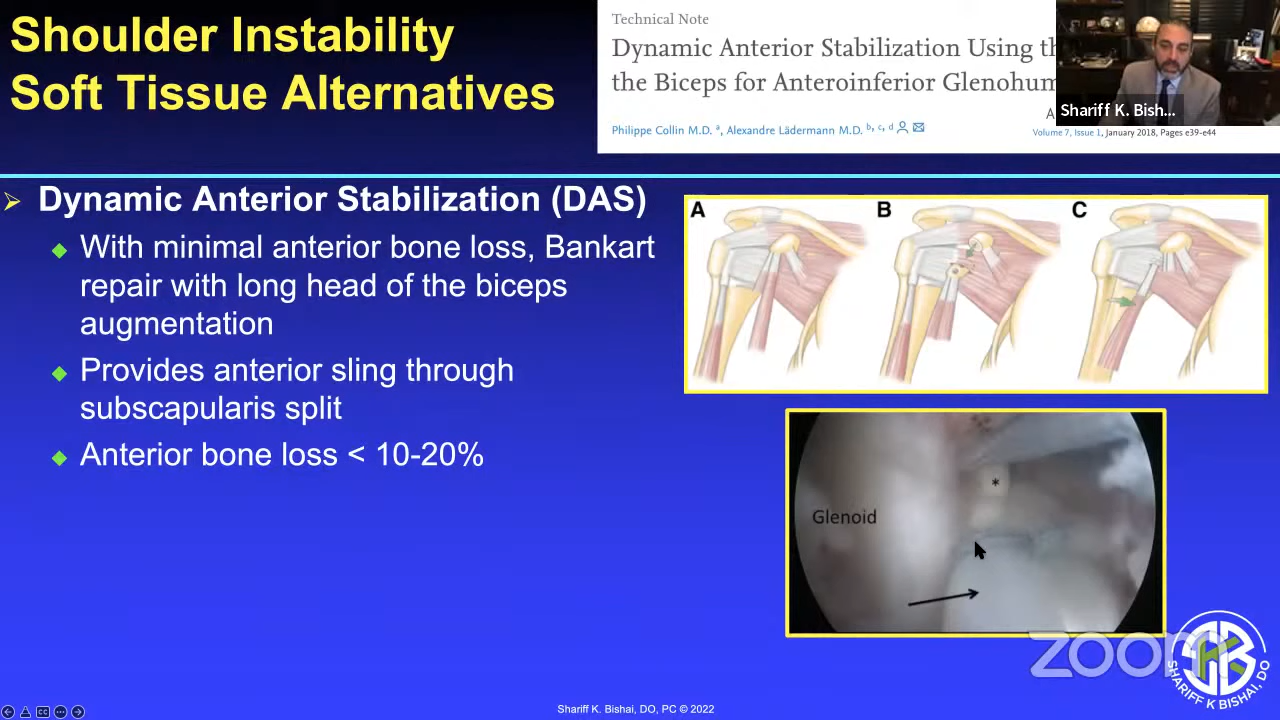 Shoulder Instability
Soft Tissue Alternatives
Technical Note
Dynamic Anterior Stabilization Using th
the Biceps for Anteroinferior Glenohum
A
Philippe Collin M.D. ᵃ, Alexandre Lädermann M.D. ᵇ, ᶜ, ᵈ
Volume 7, Issue 1, January 2018, Pages e39-e44
Shariff K. Bish...
Dynamic Anterior Stabilization (DAS)
With minimal anterior bone loss, Bankart
repair with long head of the biceps
augmentation
Provides anterior sling through
subscapularis split
Anterior bone loss < 10-20%
A
B
C
*
Glenoid
zoom
SKB
SHARIFF K BISHAI, DO
Shariff K. Bishai, DO, PC © 2022
CC